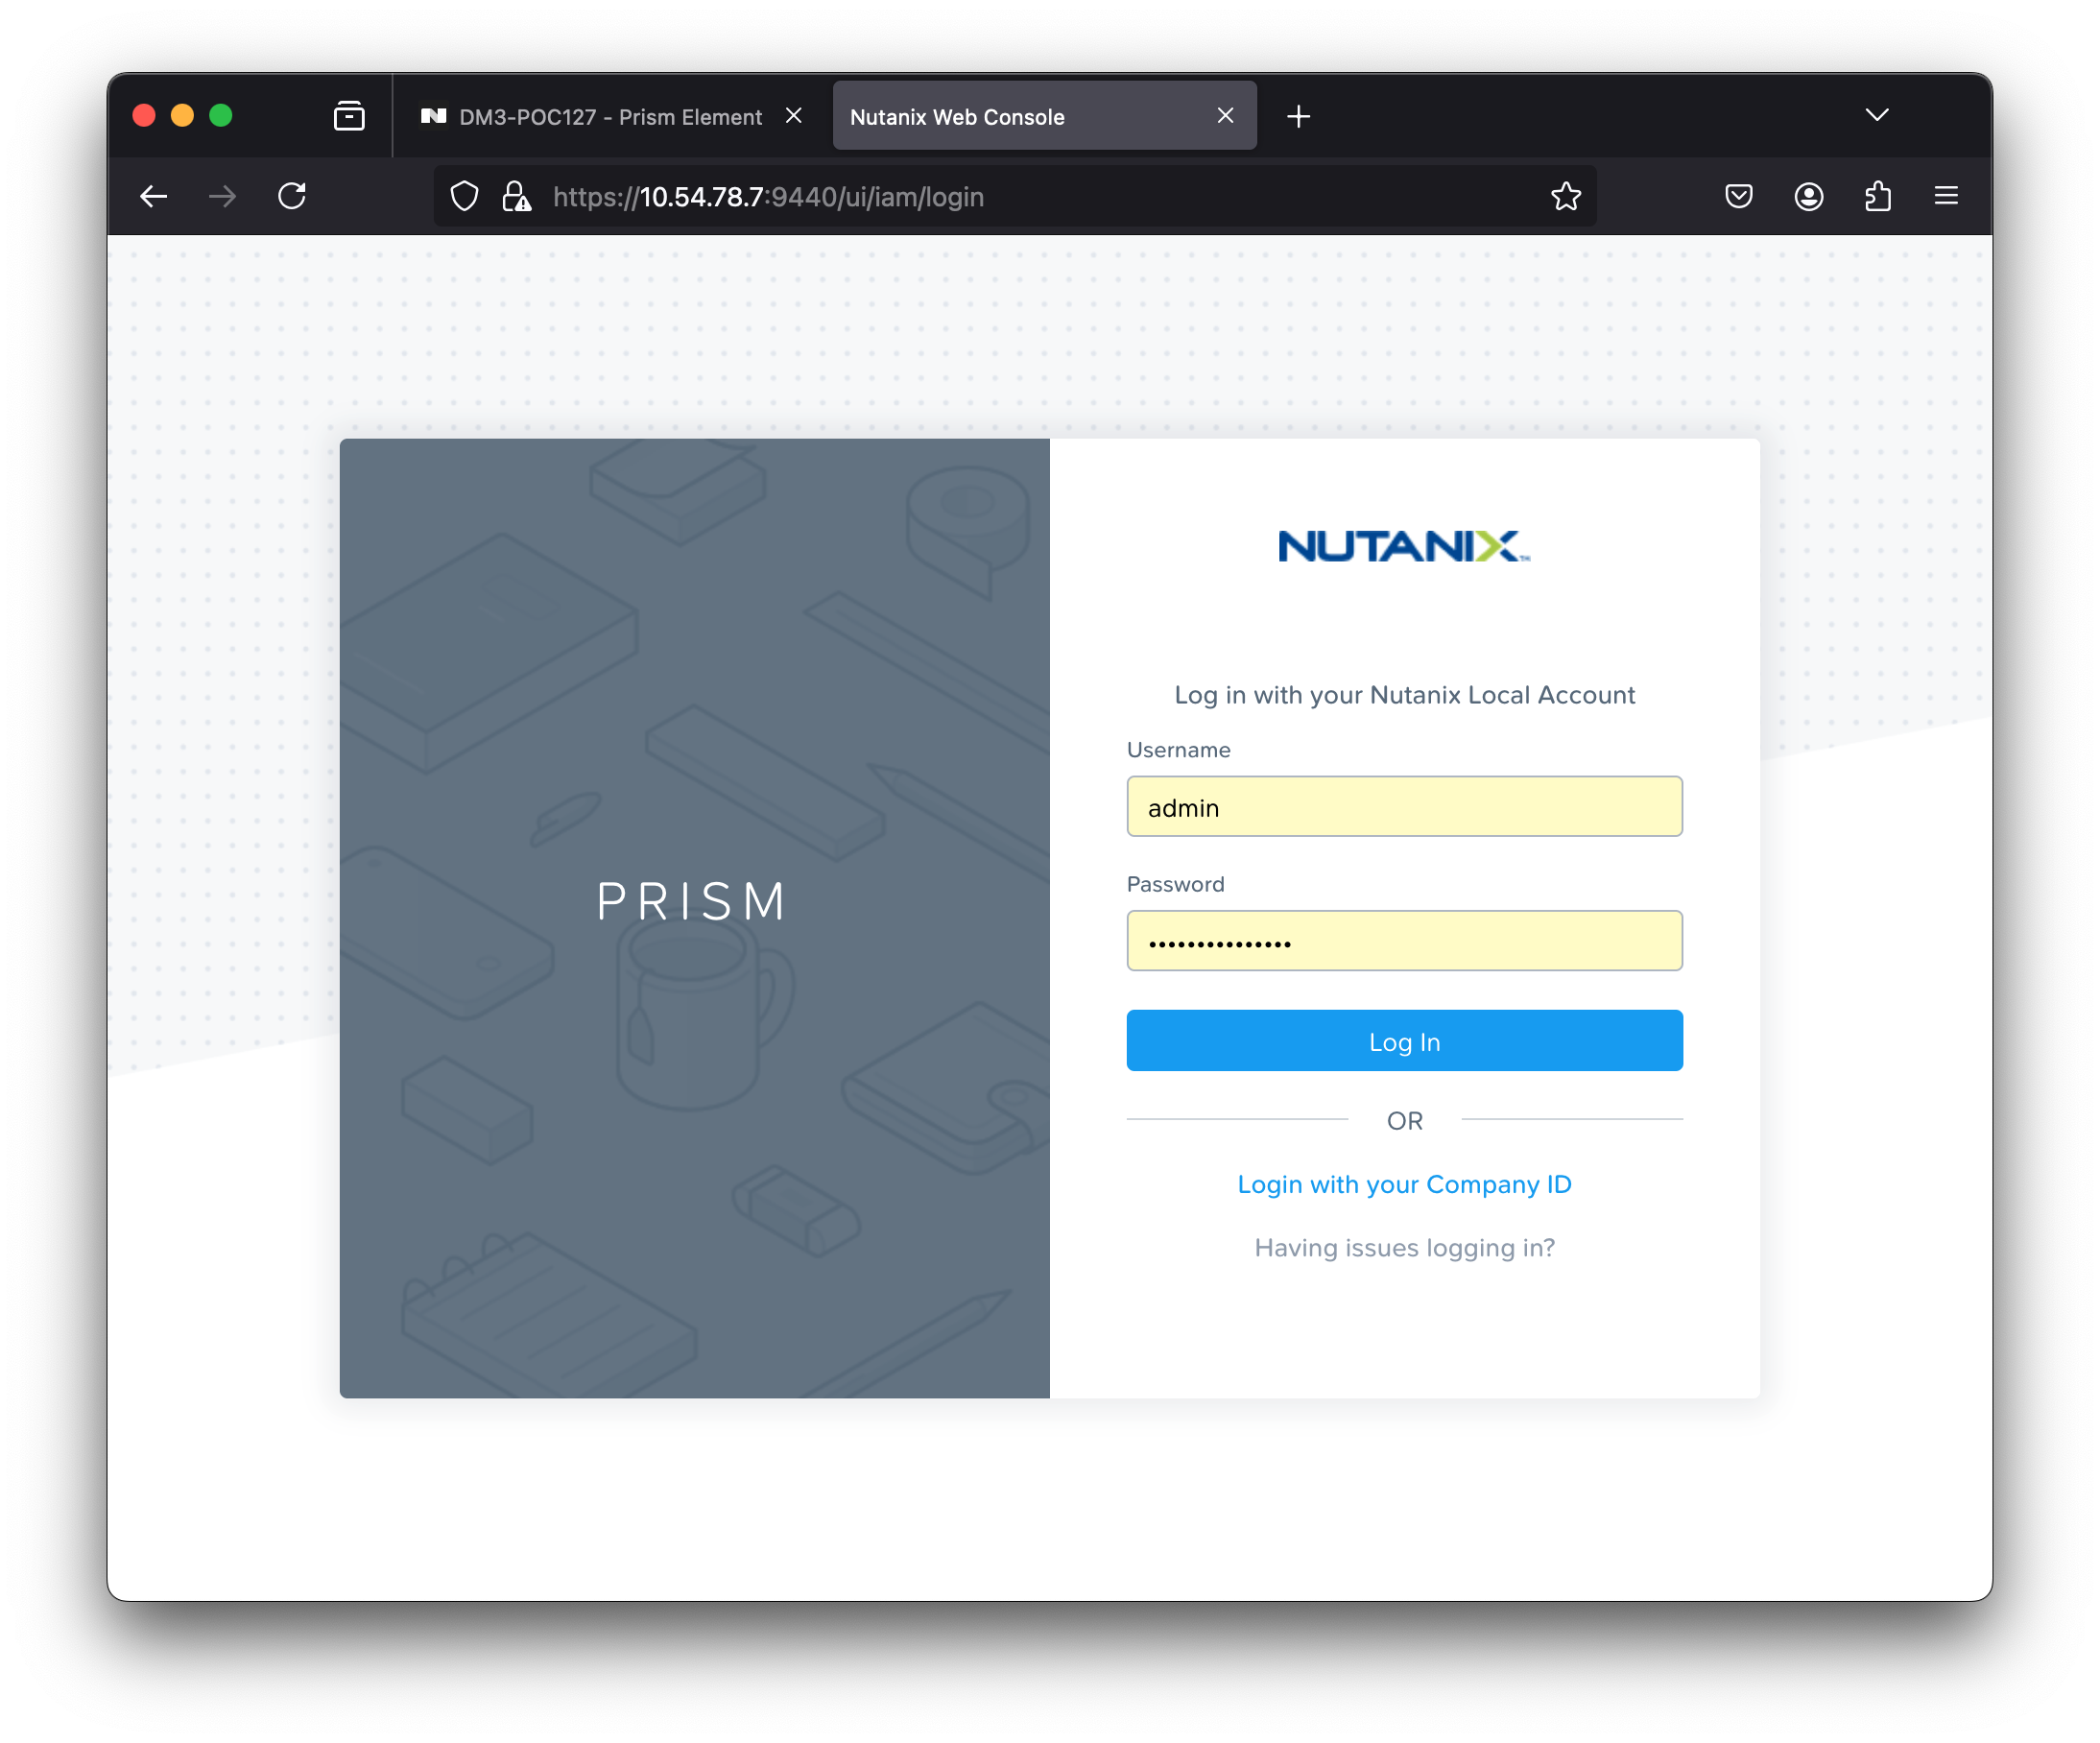 DM3-POC127 - Prism Element
Nutanix Web Console
https://10.54.78.7:9440/ui/iam/login
NUTANIX™
Log in with your Nutanix Local Account
Username
admin
PRISM
Password
•••••••••••••••
Log In
OR
Login with your Company ID
Having issues logging in?